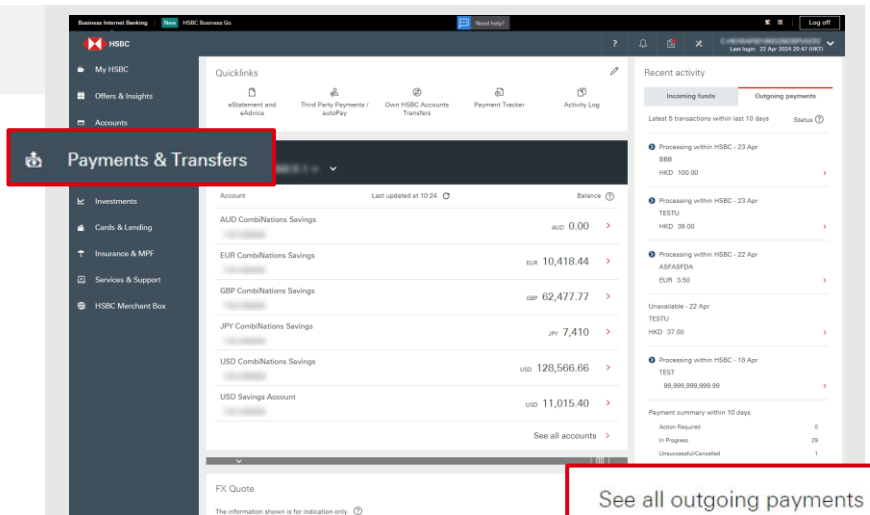 Business Internet Banking New HSBC Business Go Need help? 繁 简 Log off
HSBC ? Last login: 22 Apr 2024 20:47 (HKT)
My HSBC
Offers & Insights
Accounts
Payments & Transfers
Investments
Cards & Lending
Insurance & MPF
Services & Support
HSBC Merchant Box
Quicklinks
eStatement and eAdvice
Third Party Payments / autoPay
Own HSBC Accounts Transfers
Payment Tracker
Activity Log
Account Last updated at 10:24 Balance ?
AUD CombiNations Savings
AUD 0.00
EUR CombiNations Savings
EUR 10,418.44
GBP CombiNations Savings
GBP 62,477.77
JPY CombiNations Savings
JPY 7,410
USD CombiNations Savings
USD 128,566.66
USD Savings Account
USD 11,015.40
See all accounts
FX Quote
The information shown is for indication only. ?
Recent activity
Incoming funds Outgoing payments
Latest 5 transactions within last 10 days Status ?
Processing within HSBC - 23 Apr
BBB
HKD 100.00
Processing within HSBC - 23 Apr
TESTU
HKD 39.00
Processing within HSBC - 22 Apr
ASFASFDA
EUR 3.50
Unavailable - 22 Apr
TESTU
HKD 37.00
Processing within HSBC - 18 Apr
TEST
99,999,999,999.99
Payment summary within 10 days
Action Required 0
In Progress 29
Unsuccessful/Cancelled 1
See all outgoing payments